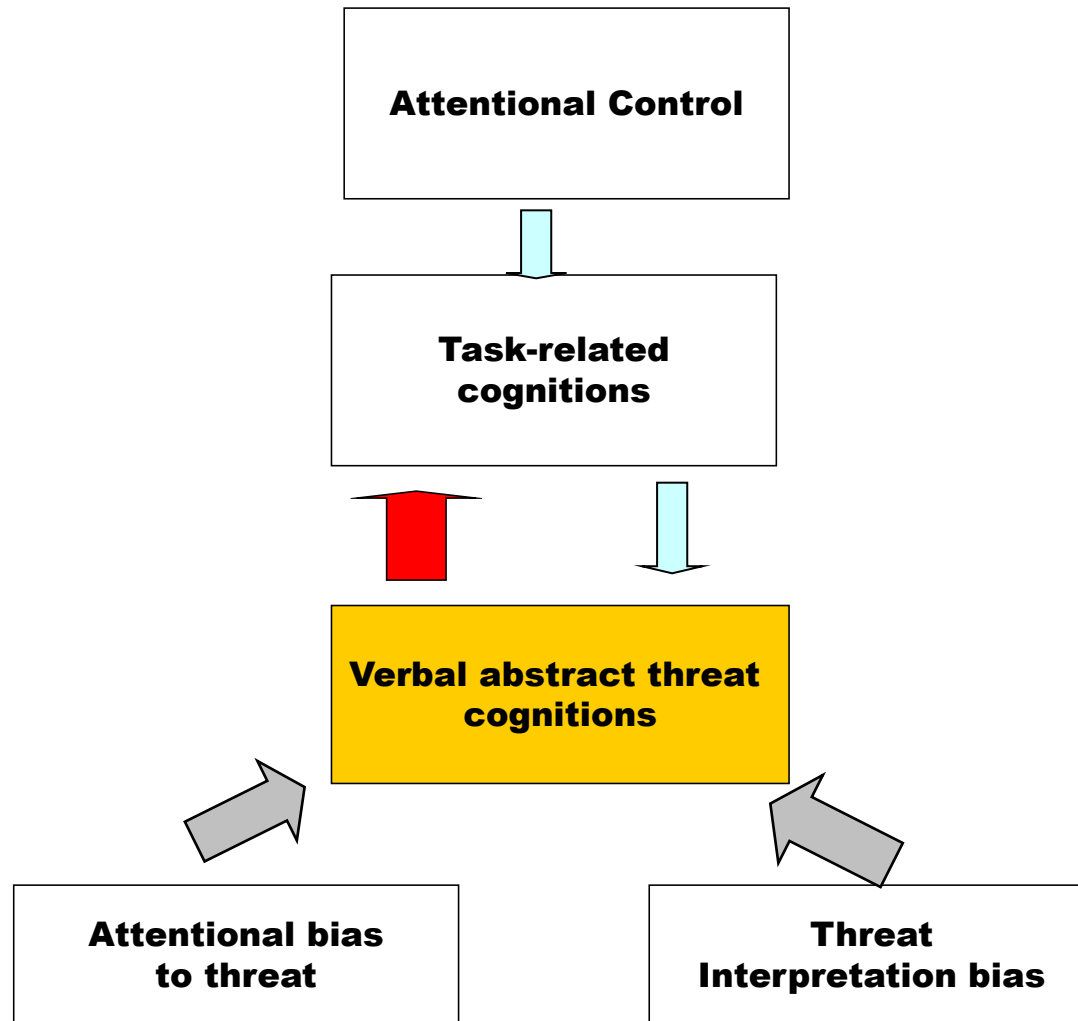 Attentional Control
Task-related
cognitions
Verbal abstract threat
cognitions
Attentional bias
to threat
Threat
Interpretation bias